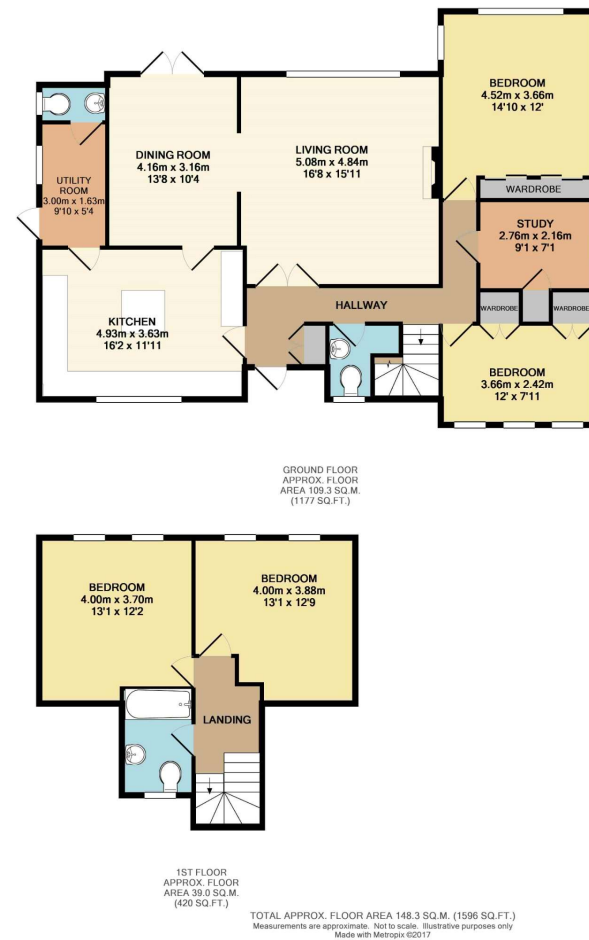 BEDROOM
4.52m x 3.66m
14'10 x 12'
WARDROBE
DINING ROOM
4.16m x 3.16m
13'8 x 10'4
LIVING ROOM
5.08m x 4.84m
16'8 x 15'11
UTILITY
ROOM
3.00m x 1.63m
9'10 x 5'4
STUDY
2.76m x 2.16m
9'1 x 7'1
HALLWAY
WARDROBE
WARDROBE
KITCHEN
4.93m x 3.63m
16'2 x 11'11
BEDROOM
3.66m x 2.42m
12' x 7'11
GROUND FLOOR
APPROX. FLOOR
AREA 109.3 SQ.M.
(1177 SQ.FT.)
BEDROOM
4.00m x 3.70m
13'1 x 12'2
BEDROOM
4.00m x 3.88m
13'1 x 12'9
LANDING
1ST FLOOR
APPROX. FLOOR
AREA 39.0 SQ.M.
(420 SQ.FT.)
TOTAL APPROX. FLOOR AREA 148.3 SQ.M. (1596 SQ.FT.)
Measurements are approximate. Not to scale. Illustrative purposes only
Made with Metropix ©2017